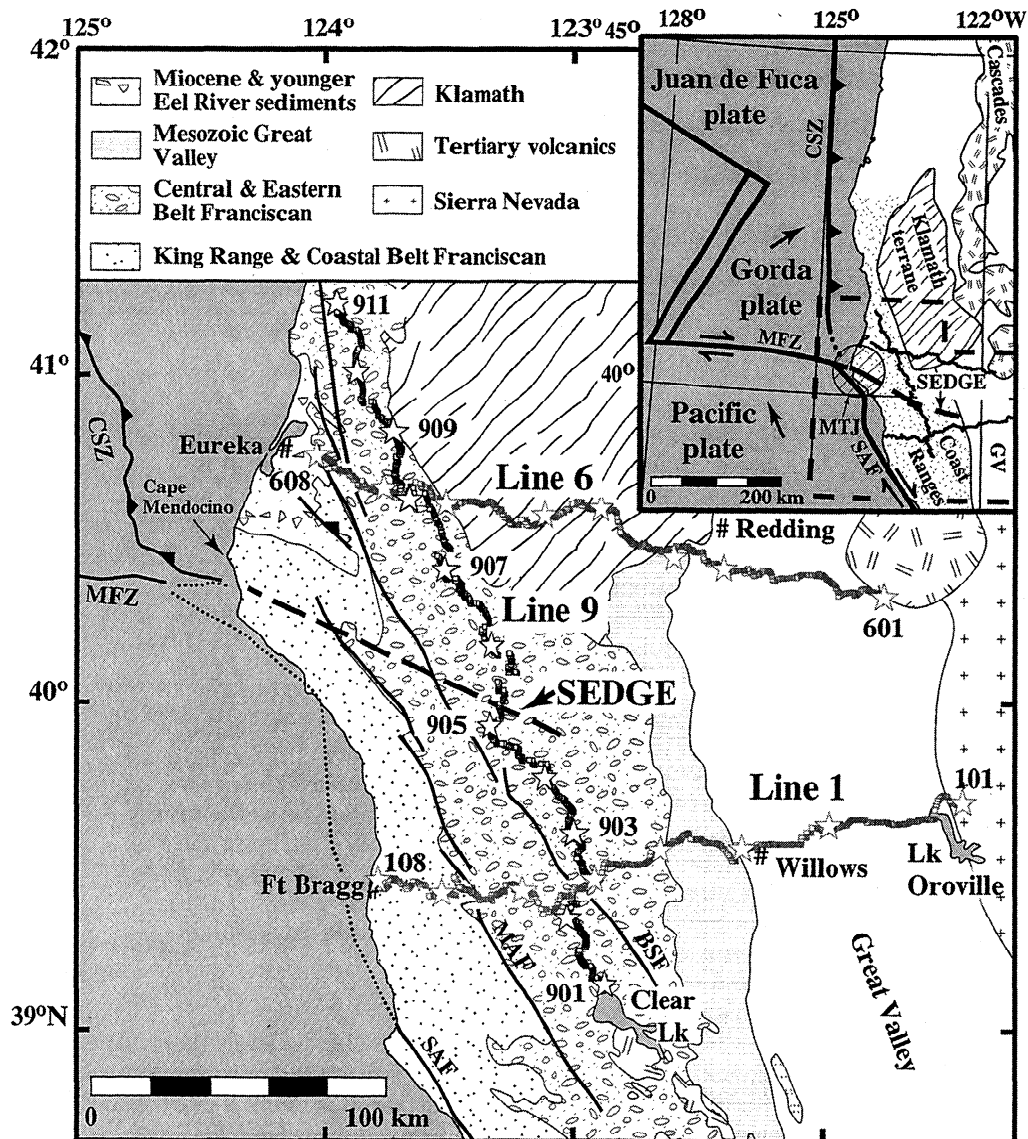 125° 124° 123°
42°
41°
40°
39°N
Miocene & younger
Eel River sediments
Mesozoic Great
Valley
Central & Eastern
Belt Franciscan
King Range & Coastal Belt Franciscan
Klamath
Tertiary volcanics
Sierra Nevada
45° 128° 125° 122°W
40°
Juan de Fuca
plate
CSZ
Cascades
Klamath
terrane
Gorda
plate
MFZ
SEDGE
Pacific
plate
MTJ
SAF
Coast
Ranges
GV
0 200 km
911
909
CSZ
Eureka #
608
Line 6
Cape
Mendocino
# Redding
907
MFZ
Line 9
601
SEDGE
905
Line 1
101
903
108
# Willows
Lk
Oroville
Ft Bragg #
MAF
BSF
901
Clear
Lk
Great Valley
SAF
0 100 km